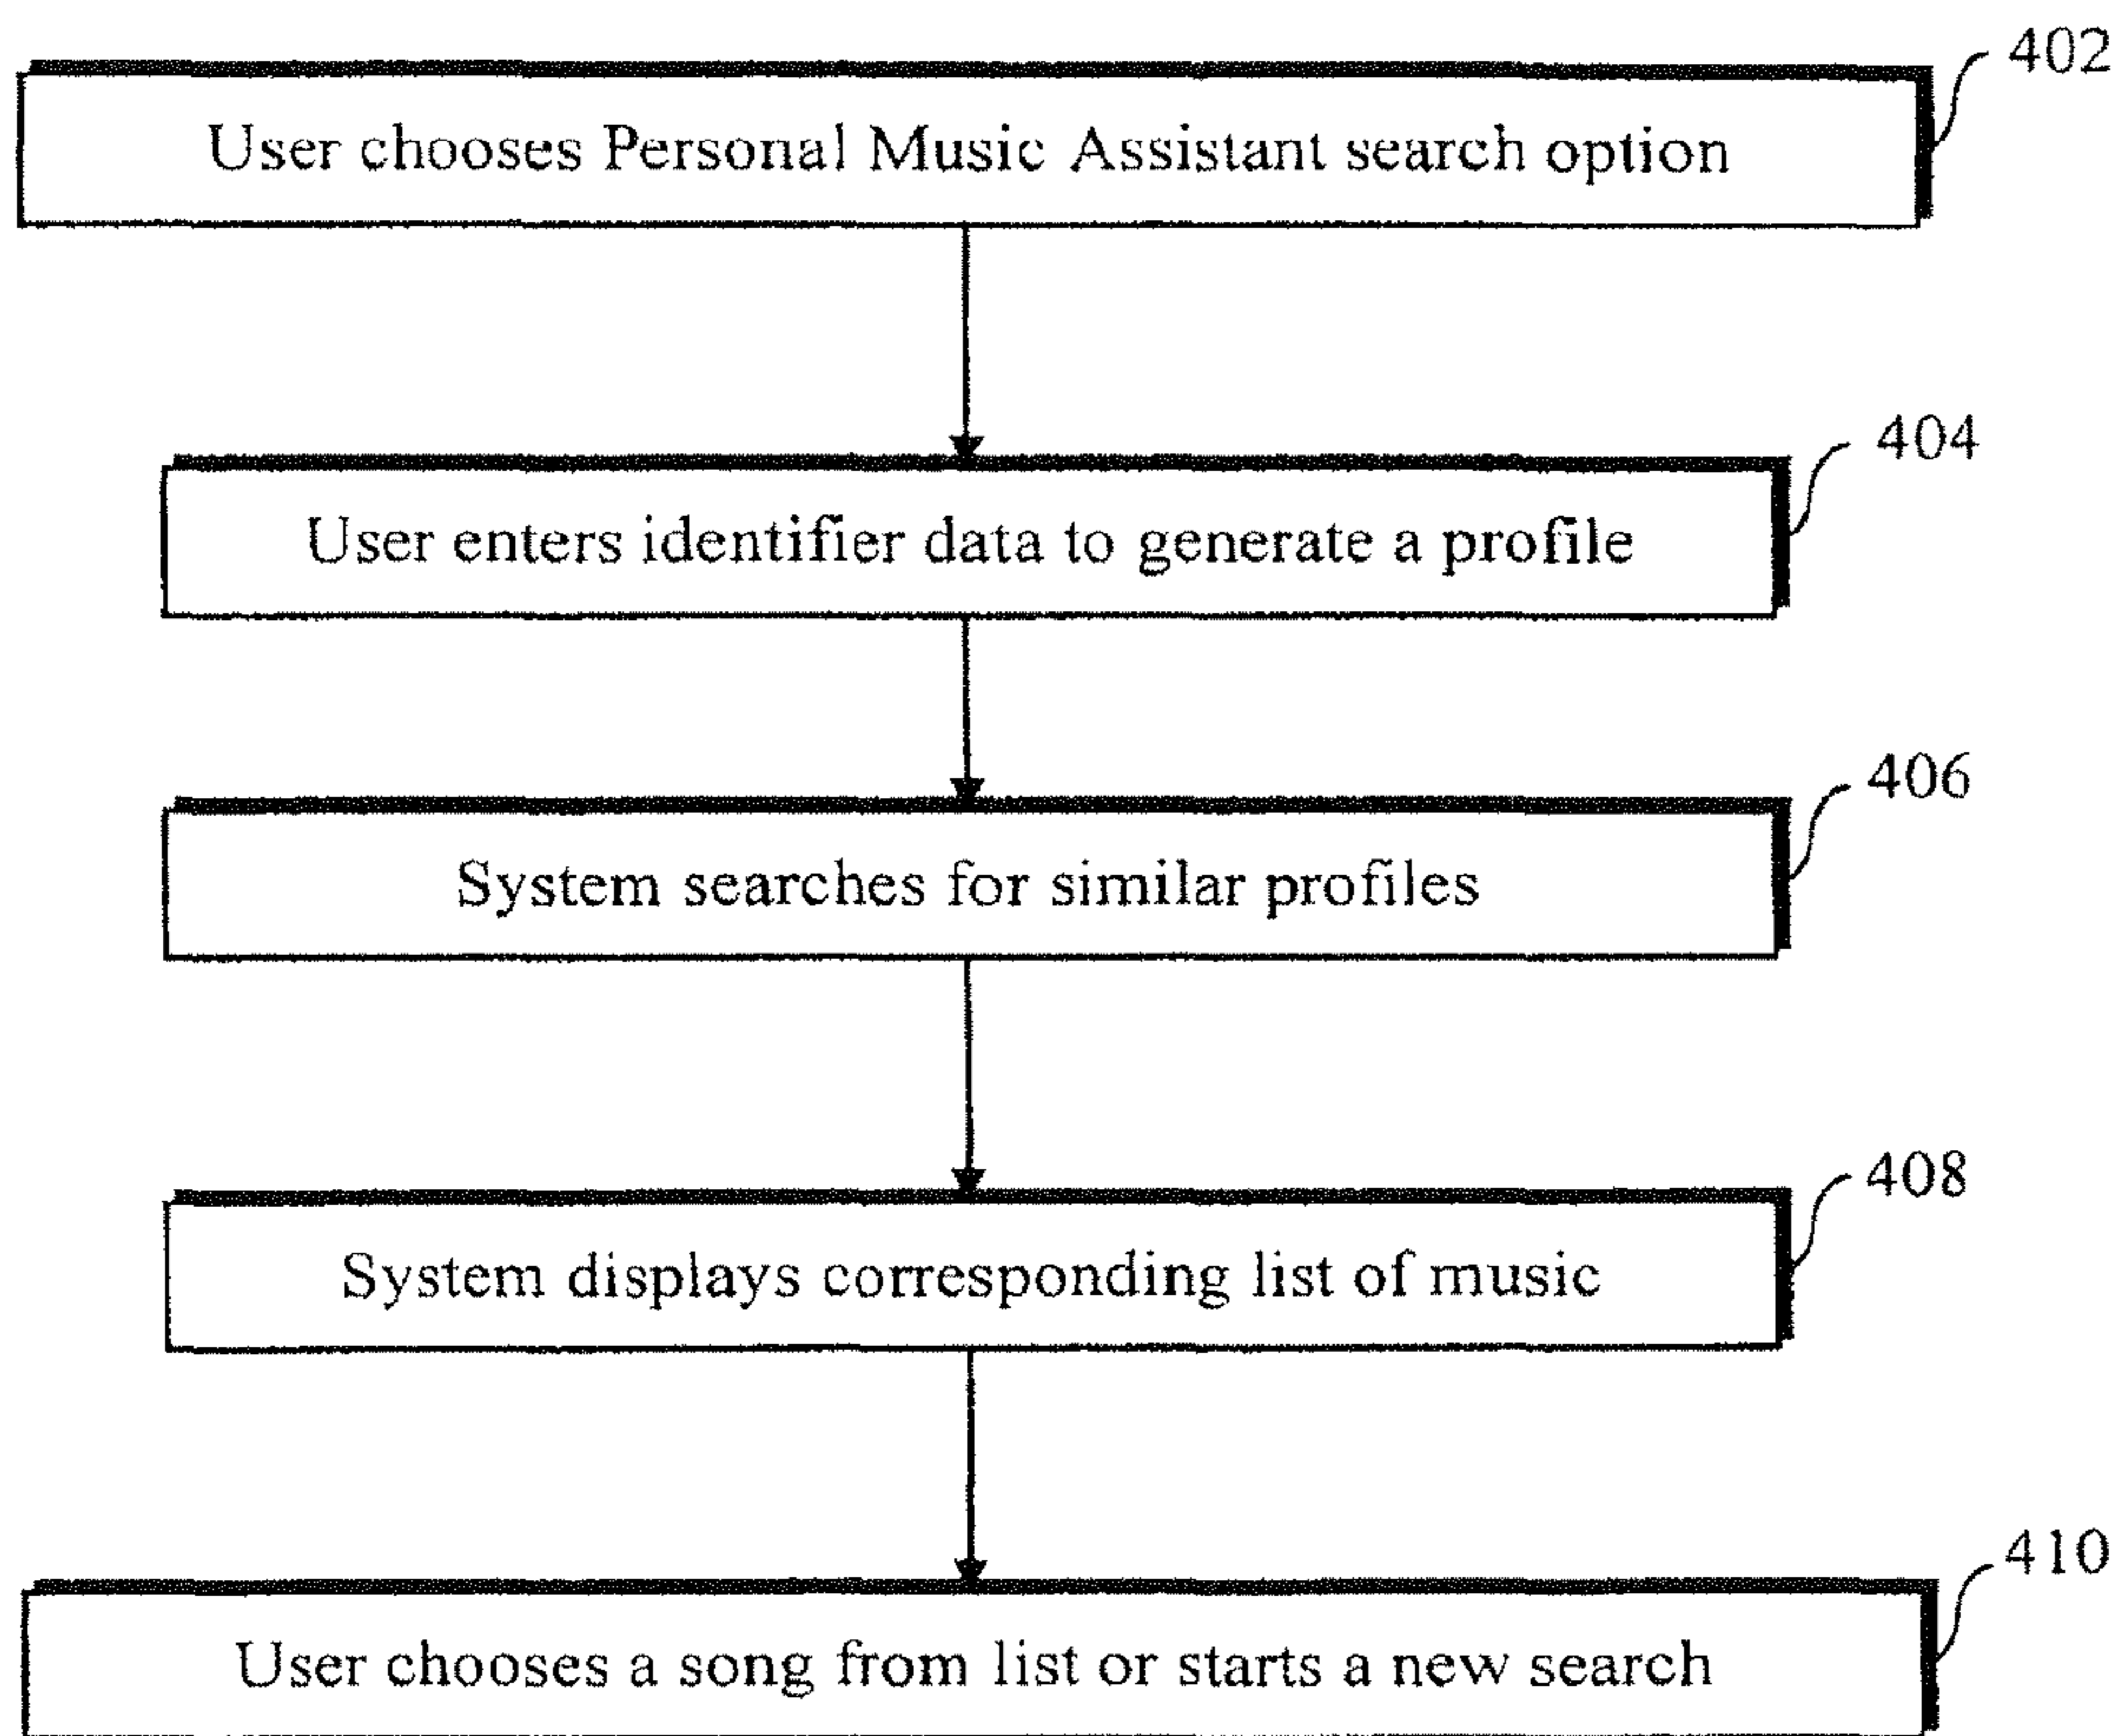 402
User chooses Personal Music Assistant search option
404
User enters identifier data to generate a profile
406
System searches for similar profiles
408
System displays corresponding list of music
410
User chooses a song from list or starts a new search